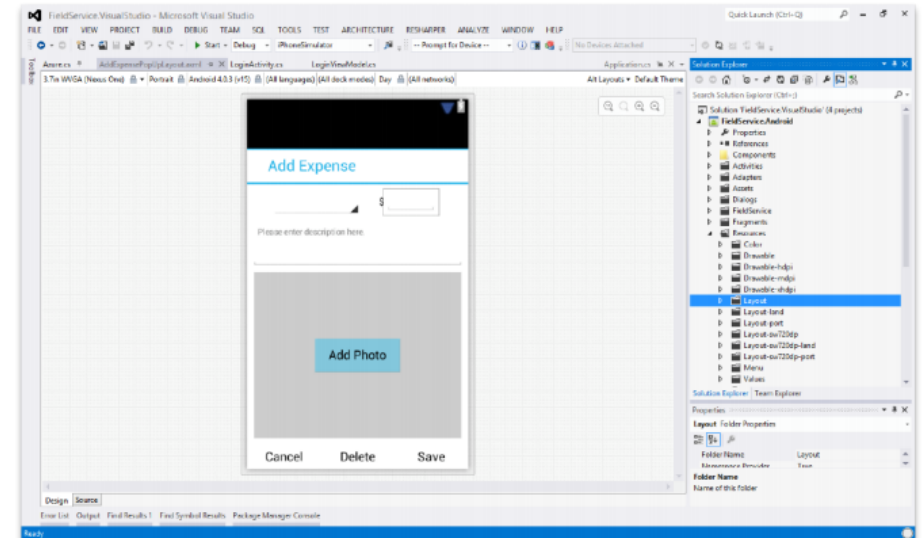 FieldService.VisualStudio - Microsoft Visual Studio
Quick Launch (Ctrl+Q)
FILE EDIT VIEW PROJECT BUILD DEBUG TEAM SQL TOOLS TEST ARCHITECTURE RESHARPER ANALYZE WINDOW HELP
Start Debug iPhoneSimulator -- Prompt for Device -- No Devices Attached
Toolbox
Azure.cs AddExpensePopUpLayout.axml LoginActivity.cs LoginViewModel.cs Application.cs
3.7in WVGA (Nexus One) Portrait Android 4.0.3 (v15) (All languages) (All dock modes) Day (All networks) Alt Layouts Default Theme
Add Expense
$
Please enter description here.
Add Photo
Cancel Delete Save
Design Source
Error List Output Find Results 1 Find Symbol Results Package Manager Console
Ready
Solution Explorer
Search Solution Explorer (Ctrl+;)
Solution 'FieldService.VisualStudio' (4 projects)
FieldService.Android
Properties
References
Components
Activities
Adapters
Assets
Dialogs
FieldService
Fragments
Resources
Color
Drawable
Drawable-hdpi
Drawable-mdpi
Drawable-xhdpi
Layout
Layout-land
Layout-port
Layout-sw720dp
Layout-sw720dp-land
Layout-sw720dp-port
Menu
Values
Solution Explorer Team Explorer
Properties
Layout Folder Properties
Folder Name Layout
Namespace Provider True
Folder Name
Name of this folder